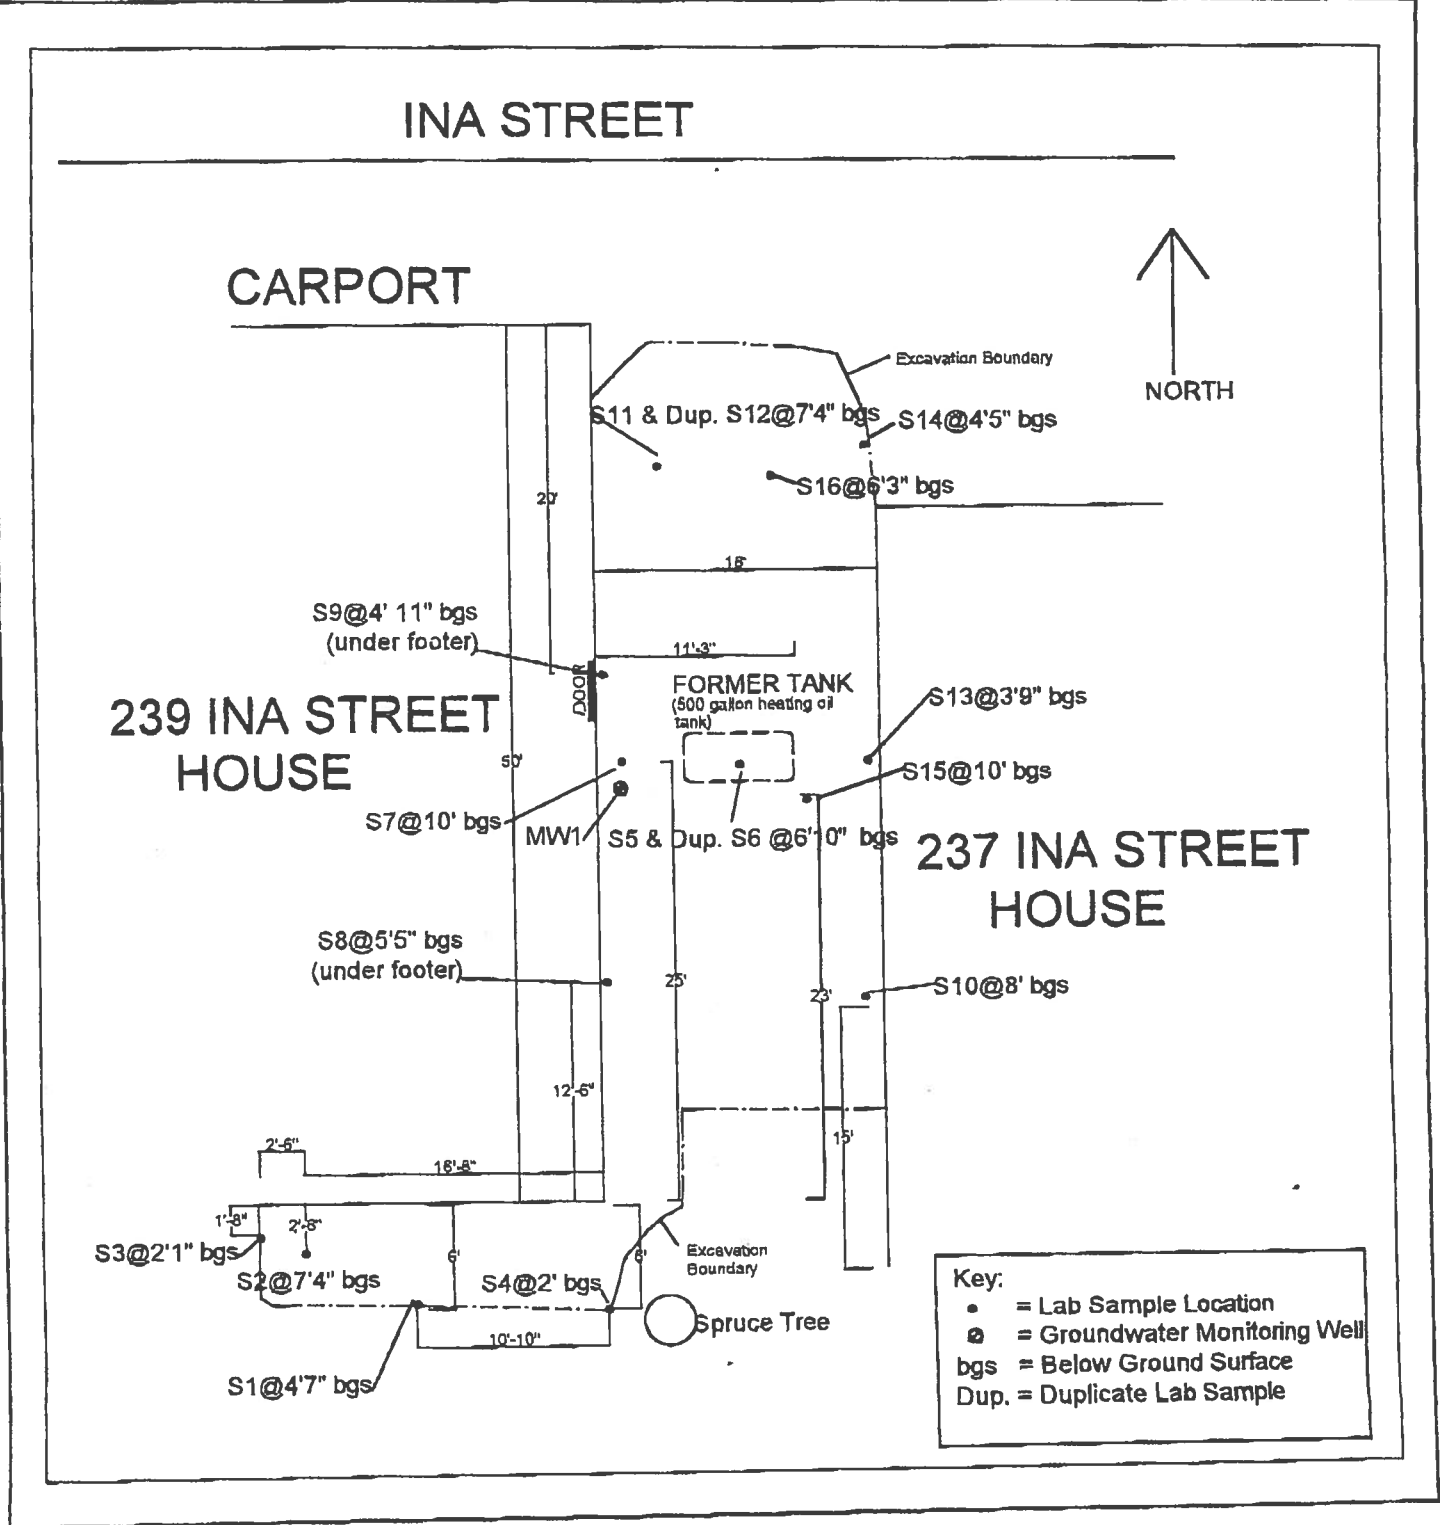 INA STREET
CARPORT
Excavation Boundary
NORTH
S11 & Dup. S12@7'4" bgs
S14@4'5" bgs
S16@6'3" bgs
20'
18'
S9@4' 11" bgs
(under footer)
11'-3"
DOOR
FORMER TANK
(500 gallon heating oil
tank)
S13@3'9" bgs
239 INA STREET
HOUSE
50'
S15@10' bgs
S7@10' bgs
MW1
S5 & Dup. S6 @6'10" bgs
237 INA STREET
HOUSE
S8@5'5" bgs
(under footer)
25'
23'
S10@8' bgs
12'-6"
15'
2'-6"
16'-8"
1'-8"
2'-8"
S3@2'1" bgs
6'
6'
Excavation
Boundary
S2@7'4" bgs
S4@2' bgs
Spruce Tree
10'-10"
S1@4'7" bgs
Key:
= Lab Sample Location
= Groundwater Monitoring Well
bgs = Below Ground Surface
Dup. = Duplicate Lab Sample